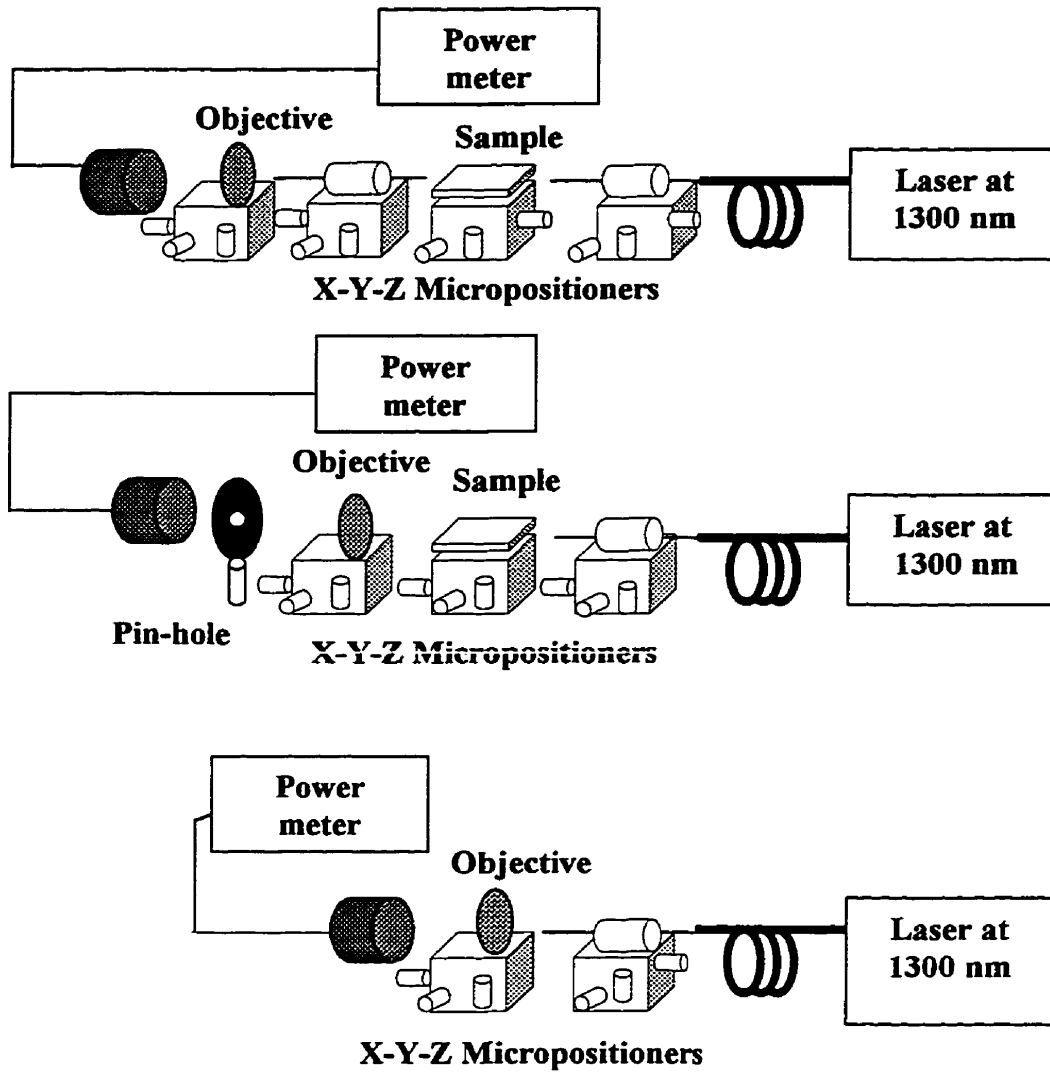 Power
meter
Objective
Sample
Laser at
1300 nm
X-Y-Z Micropositioners
Power
meter
Objective
Sample
Laser at
1300 nm
Pin-hole
X-Y-Z Micropositioners
Power
meter
Objective
Laser at
1300 nm
X-Y-Z Micropositioners